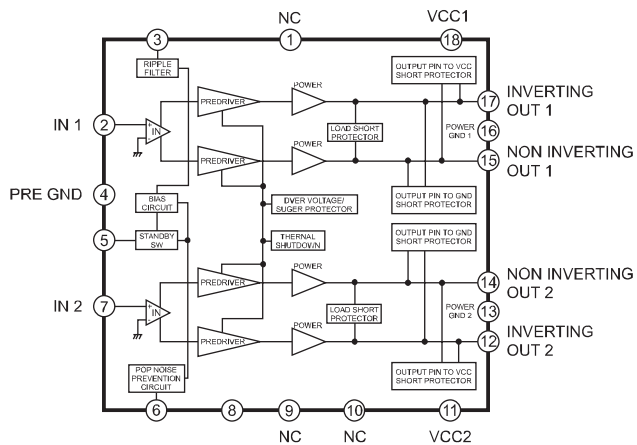 NC
VCC1
3
1
18
RIPPLE
FILTER
OUTPUT PIN TO VCC
SHORT PROTECTOR
POWER
PREDRIVER
INVERTING
OUT 1
17
IN 1
2
+
-
IN
LOAD SHORT
PROTECTOR
POWER
GND 1
16
POWER
PREDRIVER
15
NON INVERTING
OUT 1
PRE GND
4
BIAS
CIRCUIT
DVER VOLTAGE/
SUGER PROTECTOR
OUTPUT PIN TO GND
SHORT PROTECTOR
5
STANDBY
SW
THERMAL
SHUTDOWN
OUTPUT PIN TO GND
SHORT PROTECTOR
POWER
PREDRIVER
14
NON INVERTING
OUT 2
IN 2
7
+
-
IN
LOAD SHORT
PROTECTOR
POWER
GND 2
13
POWER
PREDRIVER
12
INVERTING
OUT 2
POP NOISE
PREVENTION
CIRCUIT
OUTPUT PIN TO VCC
SHORT PROTECTOR
6
8
9
10
11
NC
NC
VCC2